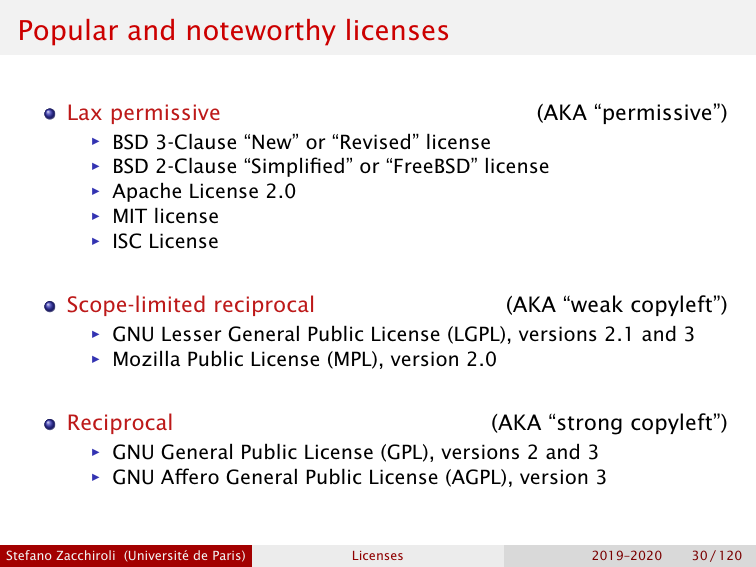 Popular and noteworthy licenses
Lax permissive (AKA “permissive”)
BSD 3-Clause “New” or “Revised” license
BSD 2-Clause “Simplified” or “FreeBSD” license
Apache License 2.0
MIT license
ISC License
Scope-limited reciprocal (AKA “weak copyleft”)
GNU Lesser General Public License (LGPL), versions 2.1 and 3
Mozilla Public License (MPL), version 2.0
Reciprocal (AKA “strong copyleft”)
GNU General Public License (GPL), versions 2 and 3
GNU Affero General Public License (AGPL), version 3
Stefano Zacchiroli (Université de Paris) Licenses 2019–2020 30 / 120